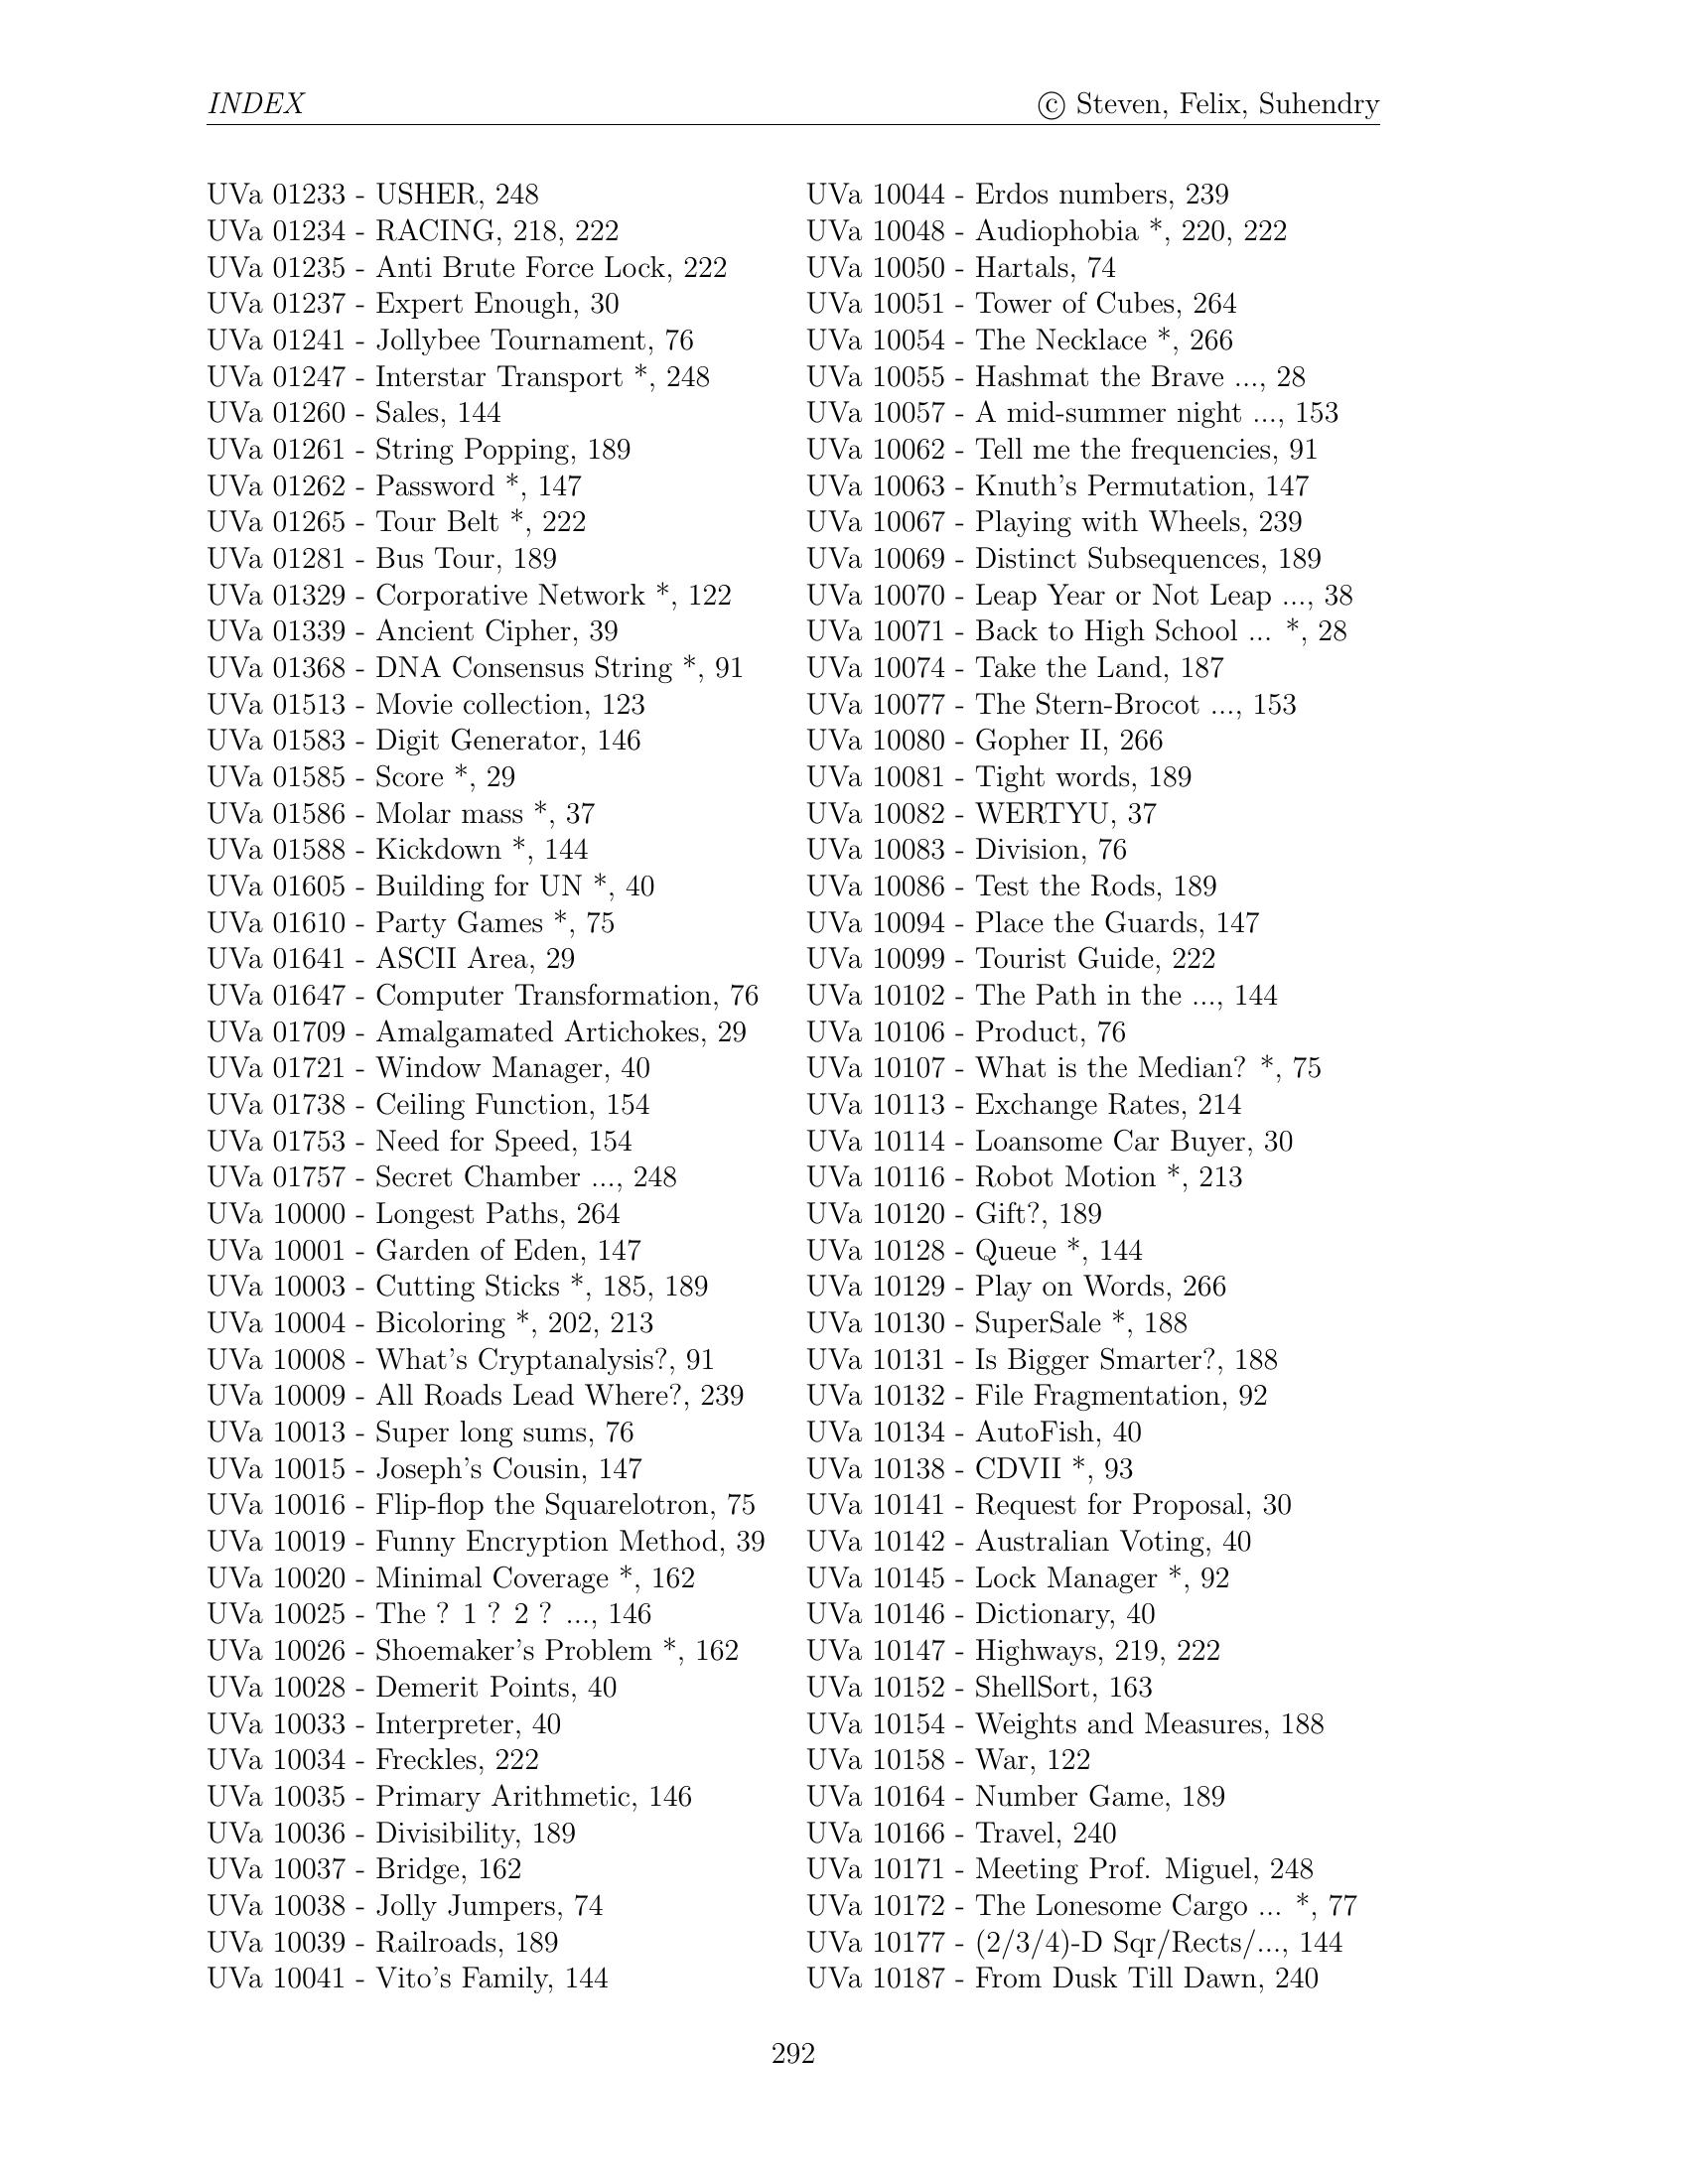 INDEX
© Steven, Felix, Suhendry
UVa 01233 - USHER, 248
UVa 01234 - RACING, 218, 222
UVa 01235 - Anti Brute Force Lock, 222
UVa 01237 - Expert Enough, 30
UVa 01241 - Jollybee Tournament, 76
UVa 01247 - Interstar Transport *, 248
UVa 01260 - Sales, 144
UVa 01261 - String Popping, 189
UVa 01262 - Password *, 147
UVa 01265 - Tour Belt *, 222
UVa 01281 - Bus Tour, 189
UVa 01329 - Corporative Network *, 122
UVa 01339 - Ancient Cipher, 39
UVa 01368 - DNA Consensus String *, 91
UVa 01513 - Movie collection, 123
UVa 01583 - Digit Generator, 146
UVa 01585 - Score *, 29
UVa 01586 - Molar mass *, 37
UVa 01588 - Kickdown *, 144
UVa 01605 - Building for UN *, 40
UVa 01610 - Party Games *, 75
UVa 01641 - ASCII Area, 29
UVa 01647 - Computer Transformation, 76
UVa 01709 - Amalgamated Artichokes, 29
UVa 01721 - Window Manager, 40
UVa 01738 - Ceiling Function, 154
UVa 01753 - Need for Speed, 154
UVa 01757 - Secret Chamber ..., 248
UVa 10000 - Longest Paths, 264
UVa 10001 - Garden of Eden, 147
UVa 10003 - Cutting Sticks *, 185, 189
UVa 10004 - Bicoloring *, 202, 213
UVa 10008 - What's Cryptanalysis?, 91
UVa 10009 - All Roads Lead Where?, 239
UVa 10013 - Super long sums, 76
UVa 10015 - Joseph's Cousin, 147
UVa 10016 - Flip-flop the Squarelotron, 75
UVa 10019 - Funny Encryption Method, 39
UVa 10020 - Minimal Coverage *, 162
UVa 10025 - The ? 1 ? 2 ? ..., 146
UVa 10026 - Shoemaker's Problem *, 162
UVa 10028 - Demerit Points, 40
UVa 10033 - Interpreter, 40
UVa 10034 - Freckles, 222
UVa 10035 - Primary Arithmetic, 146
UVa 10036 - Divisibility, 189
UVa 10037 - Bridge, 162
UVa 10038 - Jolly Jumpers, 74
UVa 10039 - Railroads, 189
UVa 10041 - Vito's Family, 144
UVa 10044 - Erdos numbers, 239
UVa 10048 - Audiophobia *, 220, 222
UVa 10050 - Hartals, 74
UVa 10051 - Tower of Cubes, 264
UVa 10054 - The Necklace *, 266
UVa 10055 - Hashmat the Brave ..., 28
UVa 10057 - A mid-summer night ..., 153
UVa 10062 - Tell me the frequencies, 91
UVa 10063 - Knuth's Permutation, 147
UVa 10067 - Playing with Wheels, 239
UVa 10069 - Distinct Subsequences, 189
UVa 10070 - Leap Year or Not Leap ..., 38
UVa 10071 - Back to High School ... *, 28
UVa 10074 - Take the Land, 187
UVa 10077 - The Stern-Brocot ..., 153
UVa 10080 - Gopher II, 266
UVa 10081 - Tight words, 189
UVa 10082 - WERTYU, 37
UVa 10083 - Division, 76
UVa 10086 - Test the Rods, 189
UVa 10094 - Place the Guards, 147
UVa 10099 - Tourist Guide, 222
UVa 10102 - The Path in the ..., 144
UVa 10106 - Product, 76
UVa 10107 - What is the Median? *, 75
UVa 10113 - Exchange Rates, 214
UVa 10114 - Loansome Car Buyer, 30
UVa 10116 - Robot Motion *, 213
UVa 10120 - Gift?, 189
UVa 10128 - Queue *, 144
UVa 10129 - Play on Words, 266
UVa 10130 - SuperSale *, 188
UVa 10131 - Is Bigger Smarter?, 188
UVa 10132 - File Fragmentation, 92
UVa 10134 - AutoFish, 40
UVa 10138 - CDVII *, 93
UVa 10141 - Request for Proposal, 30
UVa 10142 - Australian Voting, 40
UVa 10145 - Lock Manager *, 92
UVa 10146 - Dictionary, 40
UVa 10147 - Highways, 219, 222
UVa 10152 - ShellSort, 163
UVa 10154 - Weights and Measures, 188
UVa 10158 - War, 122
UVa 10164 - Number Game, 189
UVa 10166 - Travel, 240
UVa 10171 - Meeting Prof. Miguel, 248
UVa 10172 - The Lonesome Cargo ... *, 77
UVa 10177 - (2/3/4)-D Sqr/Rects/..., 144
UVa 10187 - From Dusk Till Dawn, 240
292